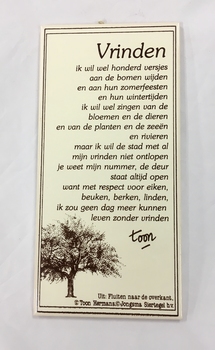 Vrinden
ik wil wel honderd versjes
aan de bomen wijden
en aan hun zomerfeesten
en hun wintertijden
ik wil wel zingen van de
bloemen en de dieren
en van de planten en de zeeën
en rivieren
maar ik wil de stad met al
mijn vrinden niet ontlopen
je weet mijn nummer, de deur
staat altijd open
want met respect voor eiken,
beuken, berken, linden,
ik zou geen dag meer kunnen
leven zonder vrinden
toon
Uit: Fluiten naar de overkant.
© Toon Hermans © Jongsma Siertegel b.v.